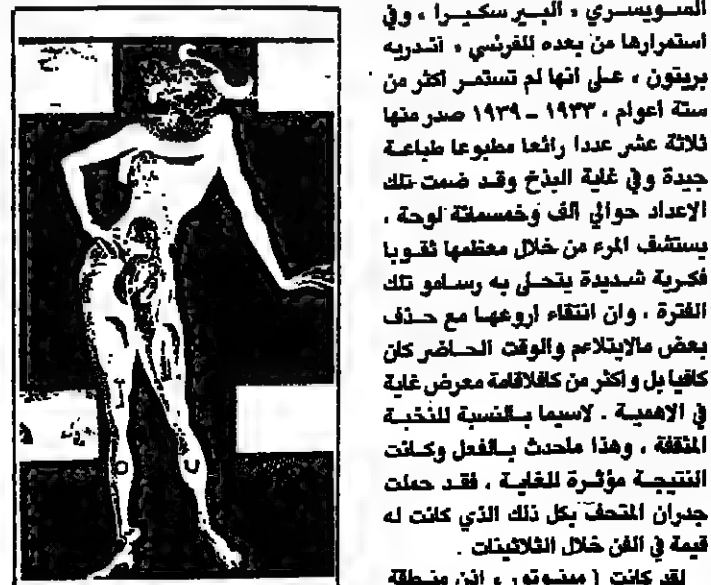 السويسري ، البير سكيرا ، وفي
استمرارها من بعده للفرنسي ، اندريه
بريتون ، على انها لم تستمر اكثر من
ستة أعوام ، ١٩٣٣ - ١٩٣٩ صدر منها
ثلاثة عشر عددا رائعا مطبوعا طباعة
جيدة وفي غاية البذخ وقد ضمت تلك
الاعداد حوالي الف وخمسمائة لوحة ،
يستشف المرء من خلال معظمها ثقوبا
فكرية شديدة يتحلى به رسامو تلك
الفترة ، وان انتقاء اروعها مع حذف
بعض مالايتلاءم والوقت الحاضر كان
كافيا بل واكثر من كافلاقامة معرض غاية
في الاهمية . لاسيما بالنسبة للنخبة
المثقفة ، وهذا ماحدث بالفعل وكانت
النتيجة مؤثرة للغاية ، فقد حملت
جدران المتحف بكل ذلك الذي كانت له
قيمة في الفن خلال الثلاثينات .
لقد كانت ( مينوتور ، اذن منطقة